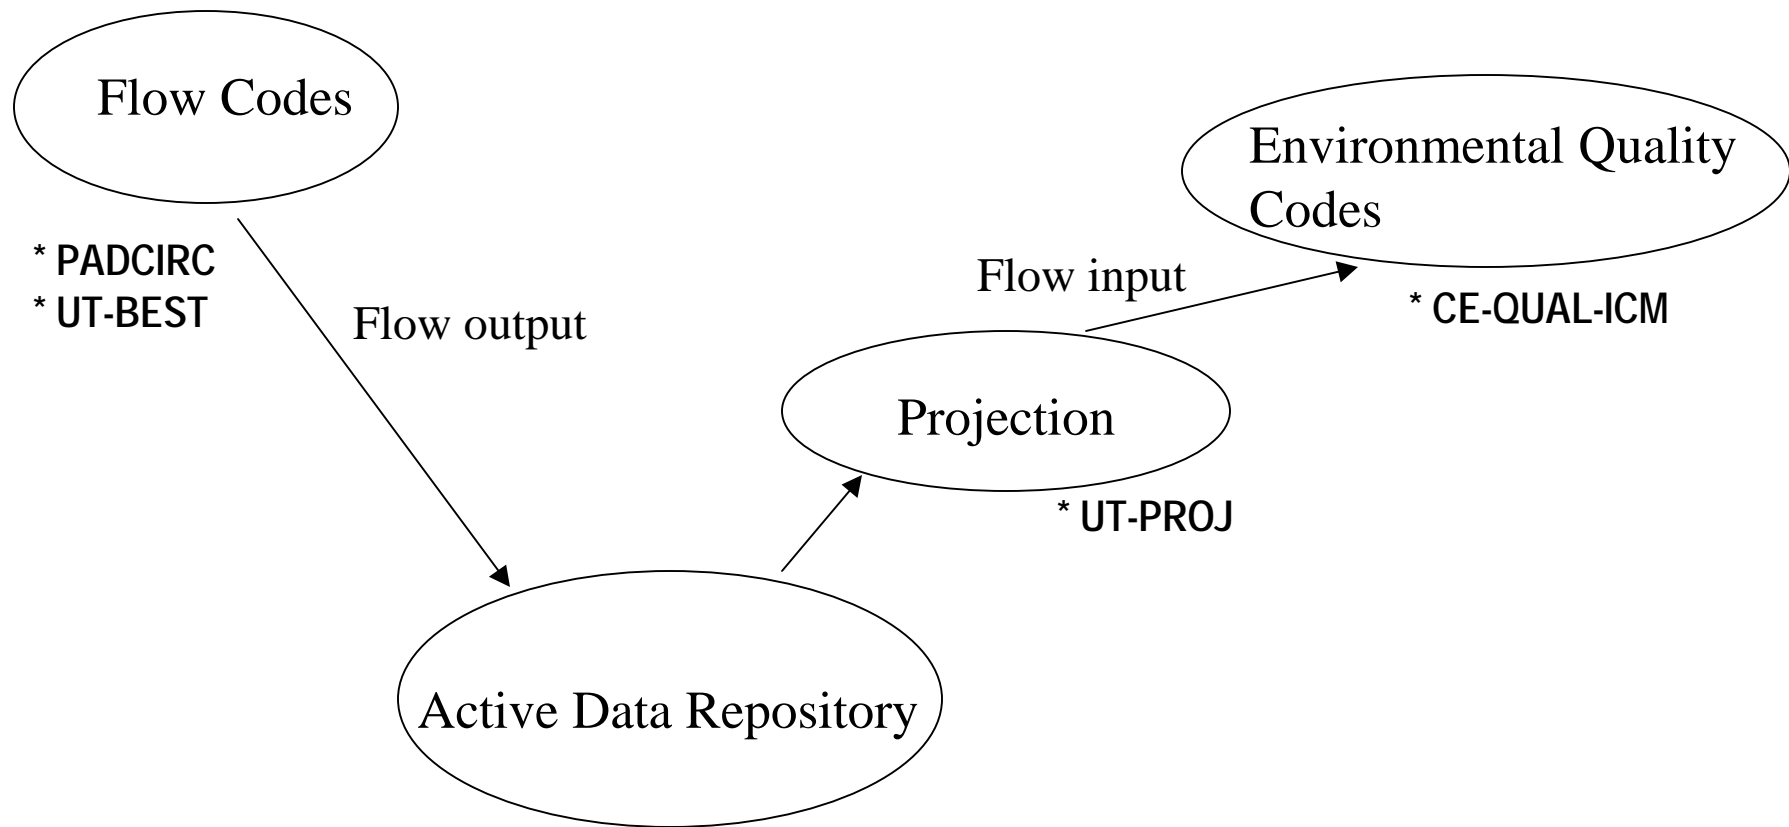 Flow Codes
* PADCIRC
* UT-BEST
Flow output
Active Data Repository
Projection
* UT-PROJ
Flow input
Environmental Quality
Codes
* CE-QUAL-ICM